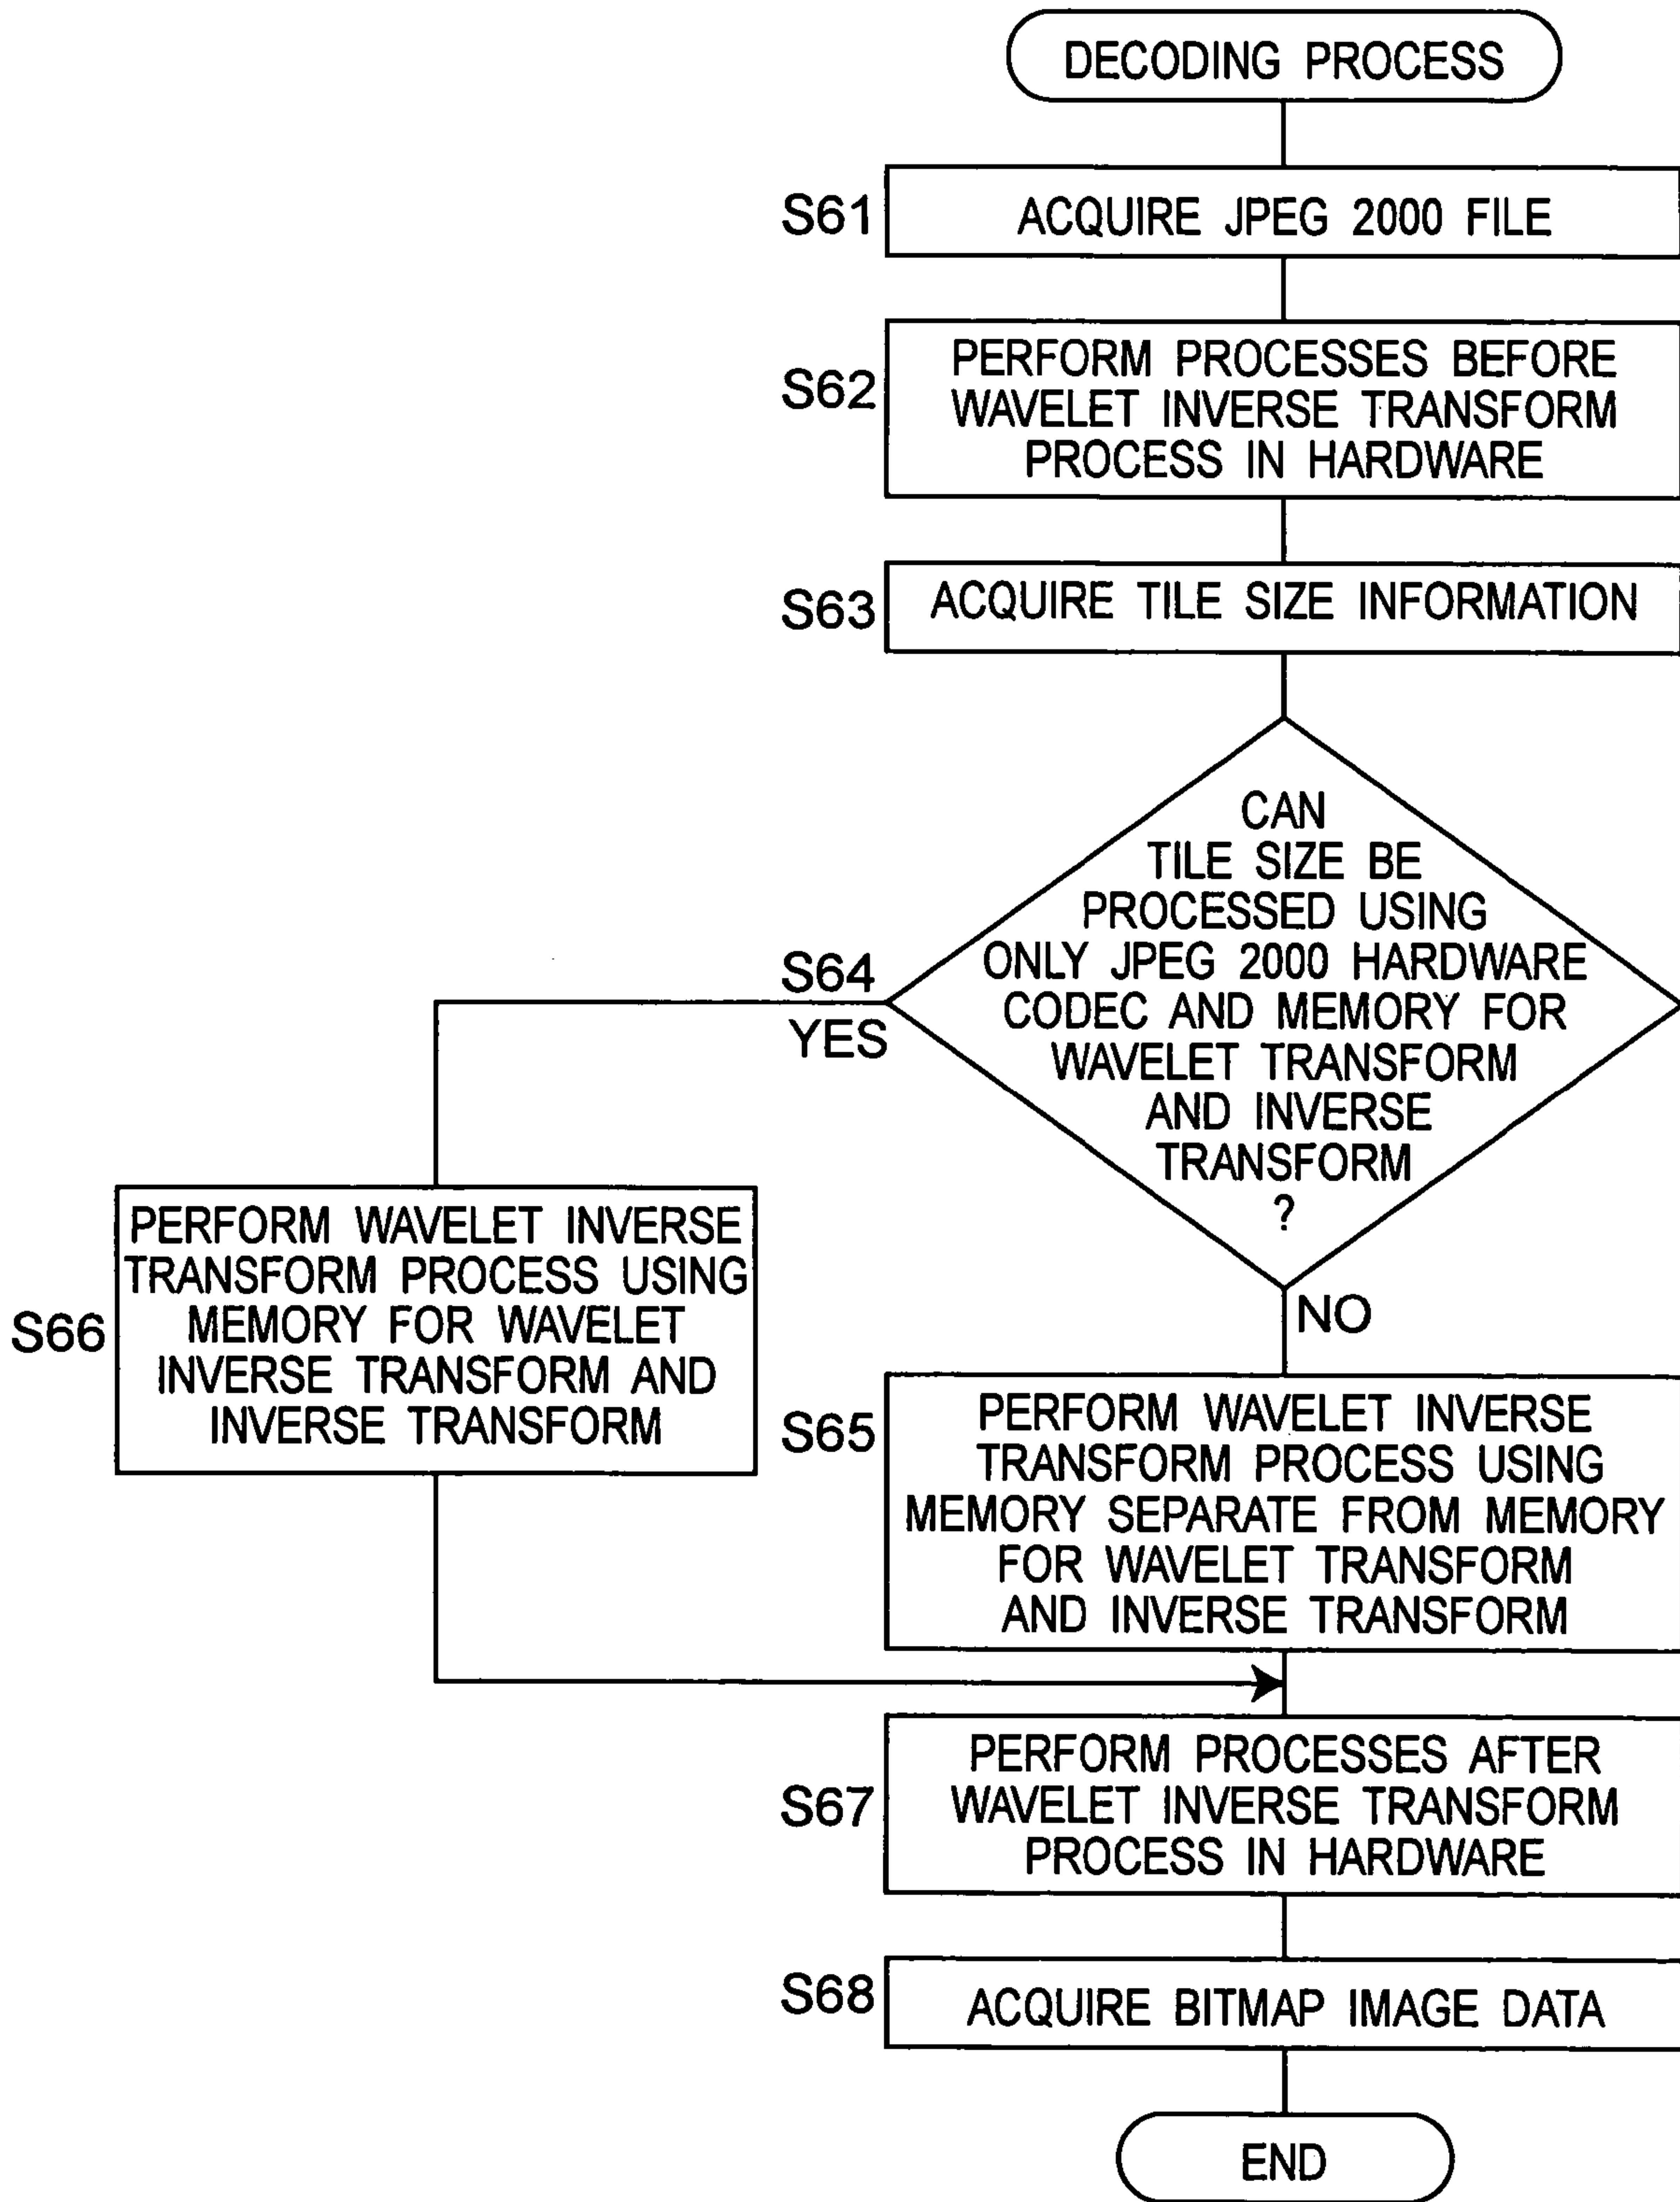 DECODING PROCESS
S61
ACQUIRE JPEG 2000 FILE
S62
PERFORM PROCESSES BEFORE
WAVELET INVERSE TRANSFORM
PROCESS IN HARDWARE
S63
ACQUIRE TILE SIZE INFORMATION
S64
CAN
TILE SIZE BE
PROCESSED USING
ONLY JPEG 2000 HARDWARE
CODEC AND MEMORY FOR
WAVELET TRANSFORM
AND INVERSE
TRANSFORM
?
YES
NO
S66
PERFORM WAVELET INVERSE
TRANSFORM PROCESS USING
MEMORY FOR WAVELET
INVERSE TRANSFORM AND
INVERSE TRANSFORM
S65
PERFORM WAVELET INVERSE
TRANSFORM PROCESS USING
MEMORY SEPARATE FROM MEMORY
FOR WAVELET TRANSFORM
AND INVERSE TRANSFORM
S67
PERFORM PROCESSES AFTER
WAVELET INVERSE TRANSFORM
PROCESS IN HARDWARE
S68
ACQUIRE BITMAP IMAGE DATA
END